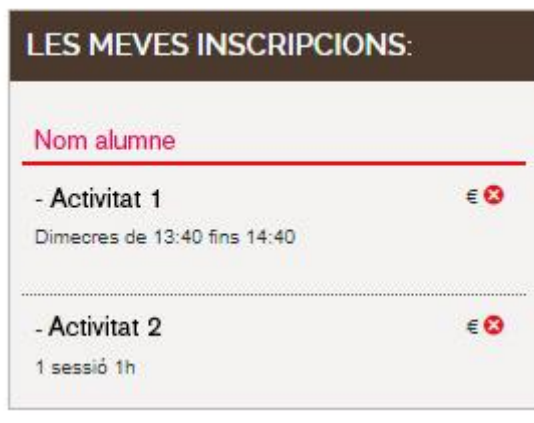 LES MEVES INSCRIPCIONS:
Nom alumne
- Activitat 1 €
Dimecres de 13:40 fins 14:40
- Activitat 2 €
1 sessió 1h